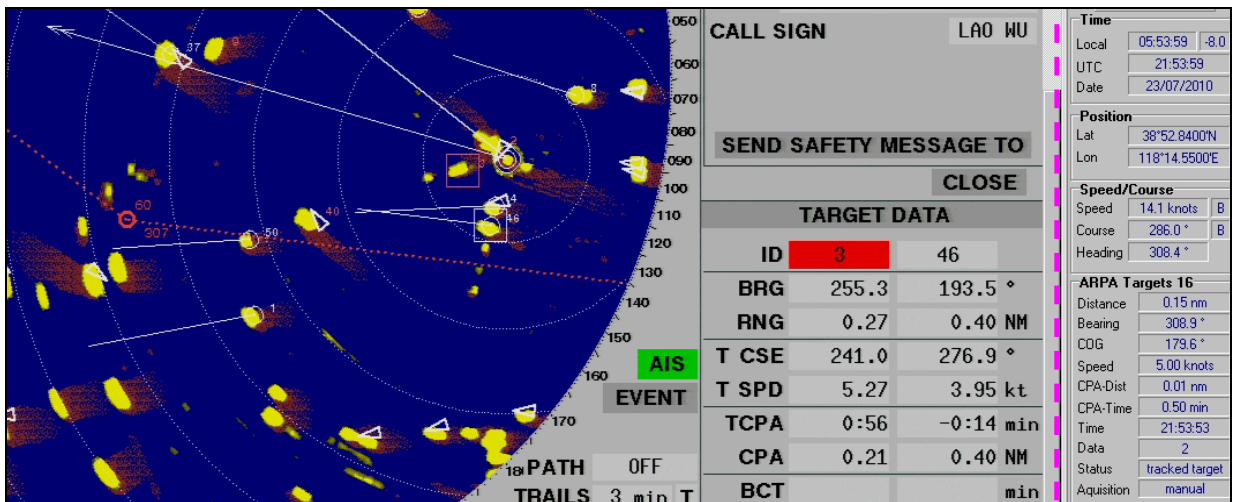 050
060
070
080
090
100
110
120
130
140
150
160
170
37
9
8
2
4
46
60
307
40
50
1
AIS
EVENT
PATH OFF
TRAILS 3 min T
CALL SIGN LAO WU
SEND SAFETY MESSAGE TO
CLOSE
TARGET DATA
ID 3 46
BRG 255.3 193.5 °
RNG 0.27 0.40 NM
T CSE 241.0 276.9 °
T SPD 5.27 3.95 kt
TCPA 0:56 -0:14 min
CPA 0.21 0.40 NM
BCT min
Time
Local 05:53:59 -8.0
UTC 21:53:59
Date 23/07/2010
Position
Lat 38°52.8400'N
Lon 118°14.5500'E
Speed/Course
Speed 14.1 knots B
Course 286.0 ° B
Heading 308.4 °
ARPA Targets 16
Distance 0.15 nm
Bearing 308.9 °
COG 179.6 °
Speed 5.00 knots
CPA-Dist 0.01 nm
CPA-Time 0.50 min
Time 21:53:53
Data 2
Status tracked target
Aquisition manual